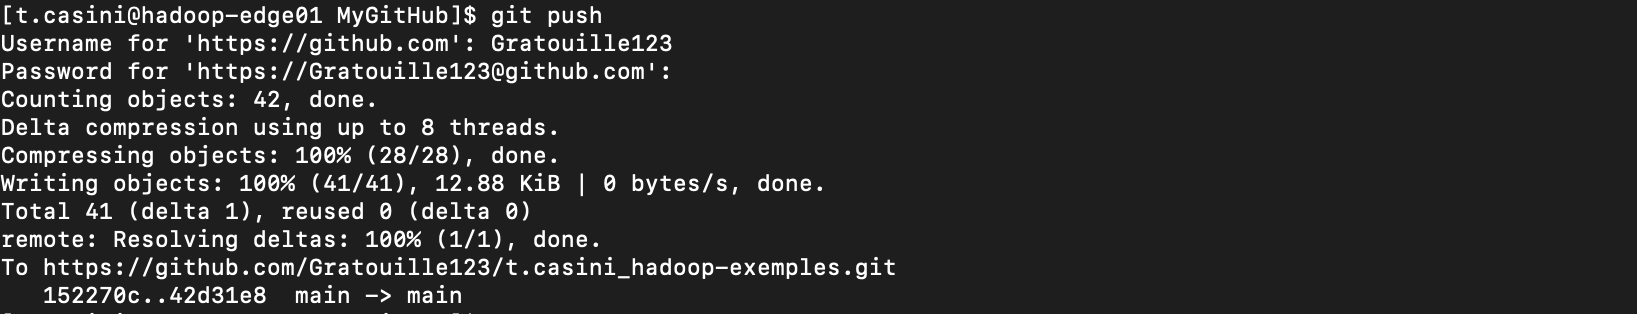 [t.casini@hadoop-edge01 MyGitHub]$ git push
Username for 'https://github.com': Gratouille123
Password for 'https://Gratouille123@github.com':
Counting objects: 42, done.
Delta compression using up to 8 threads.
Compressing objects: 100% (28/28), done.
Writing objects: 100% (41/41), 12.88 KiB | 0 bytes/s, done.
Total 41 (delta 1), reused 0 (delta 0)
remote: Resolving deltas: 100% (1/1), done.
To https://github.com/Gratouille123/t.casini_hadoop-exemples.git
   152270c..42d31e8  main -> main